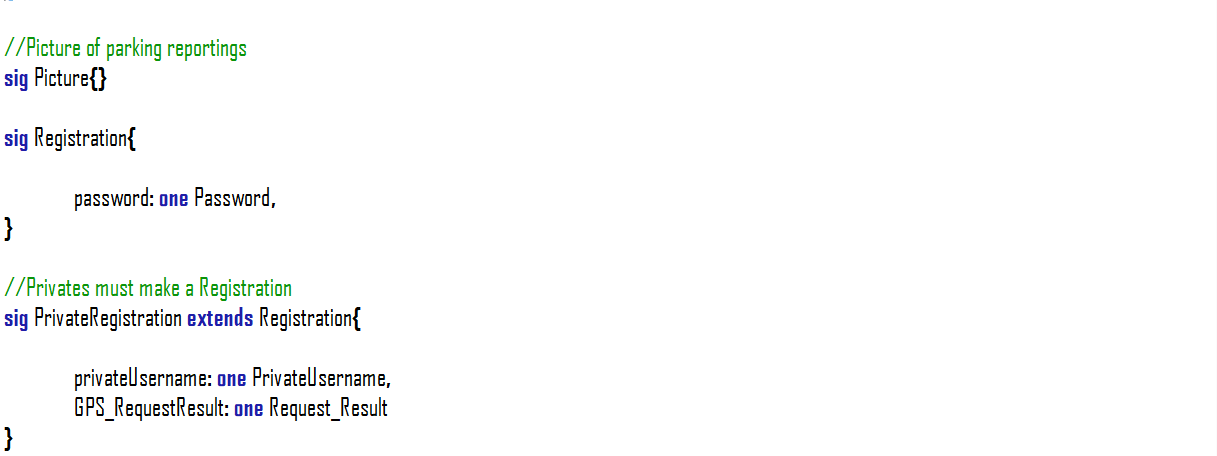 //Picture of parking reportings
sig Picture{}
sig Registration{
password: one Password,
}
//Privates must make a Registration
sig PrivateRegistration extends Registration{
privateUsername: one PrivateUsername,
GPS_RequestResult: one Request_Result
}